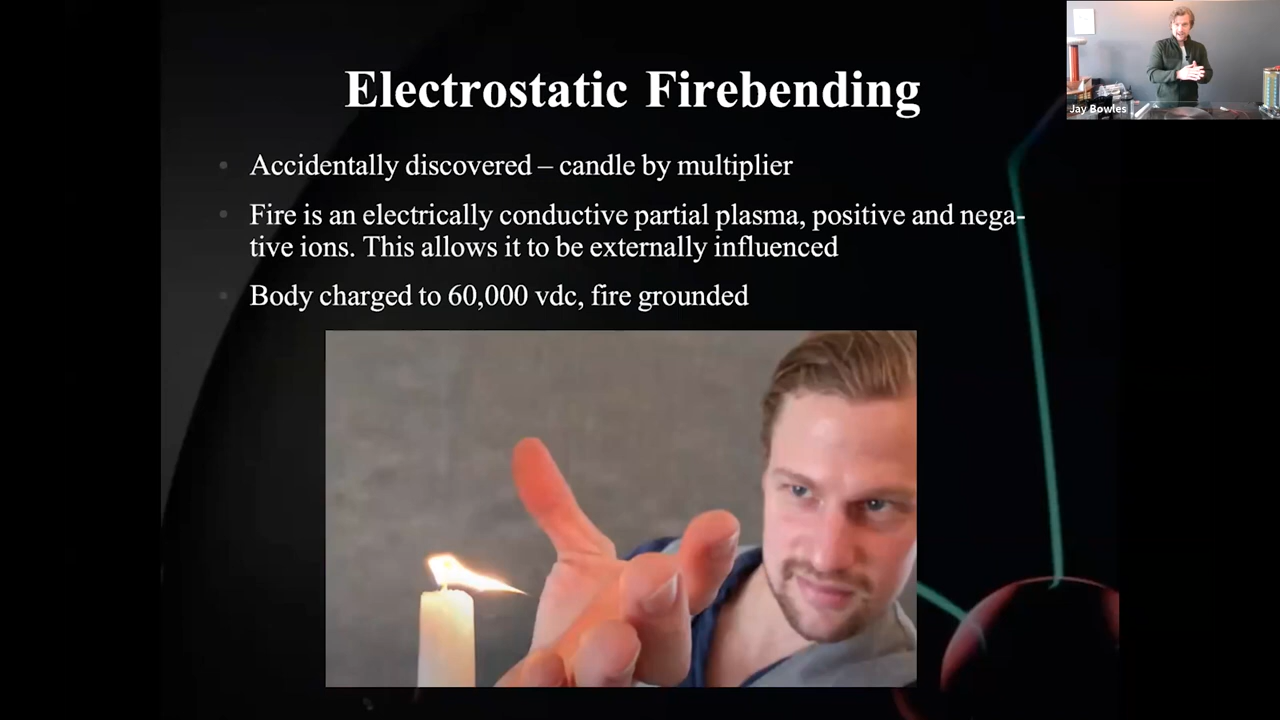 Electrostatic Firebending
Jay Bowles
Accidentally discovered – candle by multiplier
Fire is an electrically conductive partial plasma, positive and nega-
tive ions. This allows it to be externally influenced
Body charged to 60,000 vdc, fire grounded